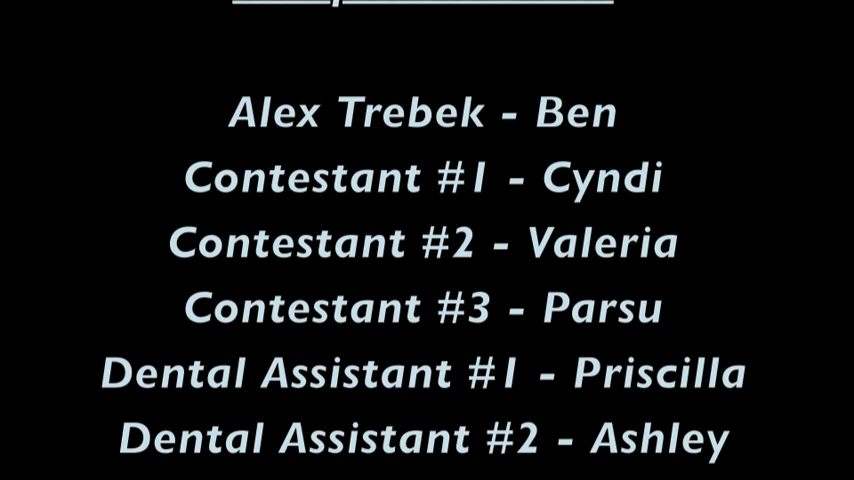 Alex Trebek - Ben
Contestant #1 - Cyndi
Contestant #2 - Valeria
Contestant #3 - Parsu
Dental Assistant #1 - Priscilla
Dental Assistant #2 - Ashley